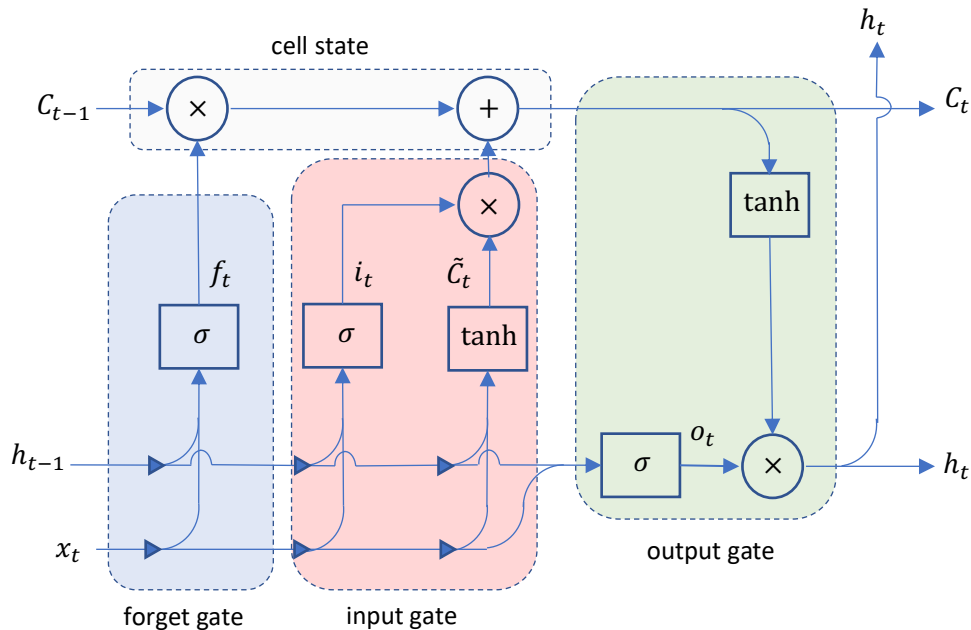 h_t
cell state
C_{t−1} × + C_t
tanh
×
f_t i_t C̃_t
σ σ tanh
h_{t−1} σ o_t × h_t
x_t
output gate
forget gate input gate